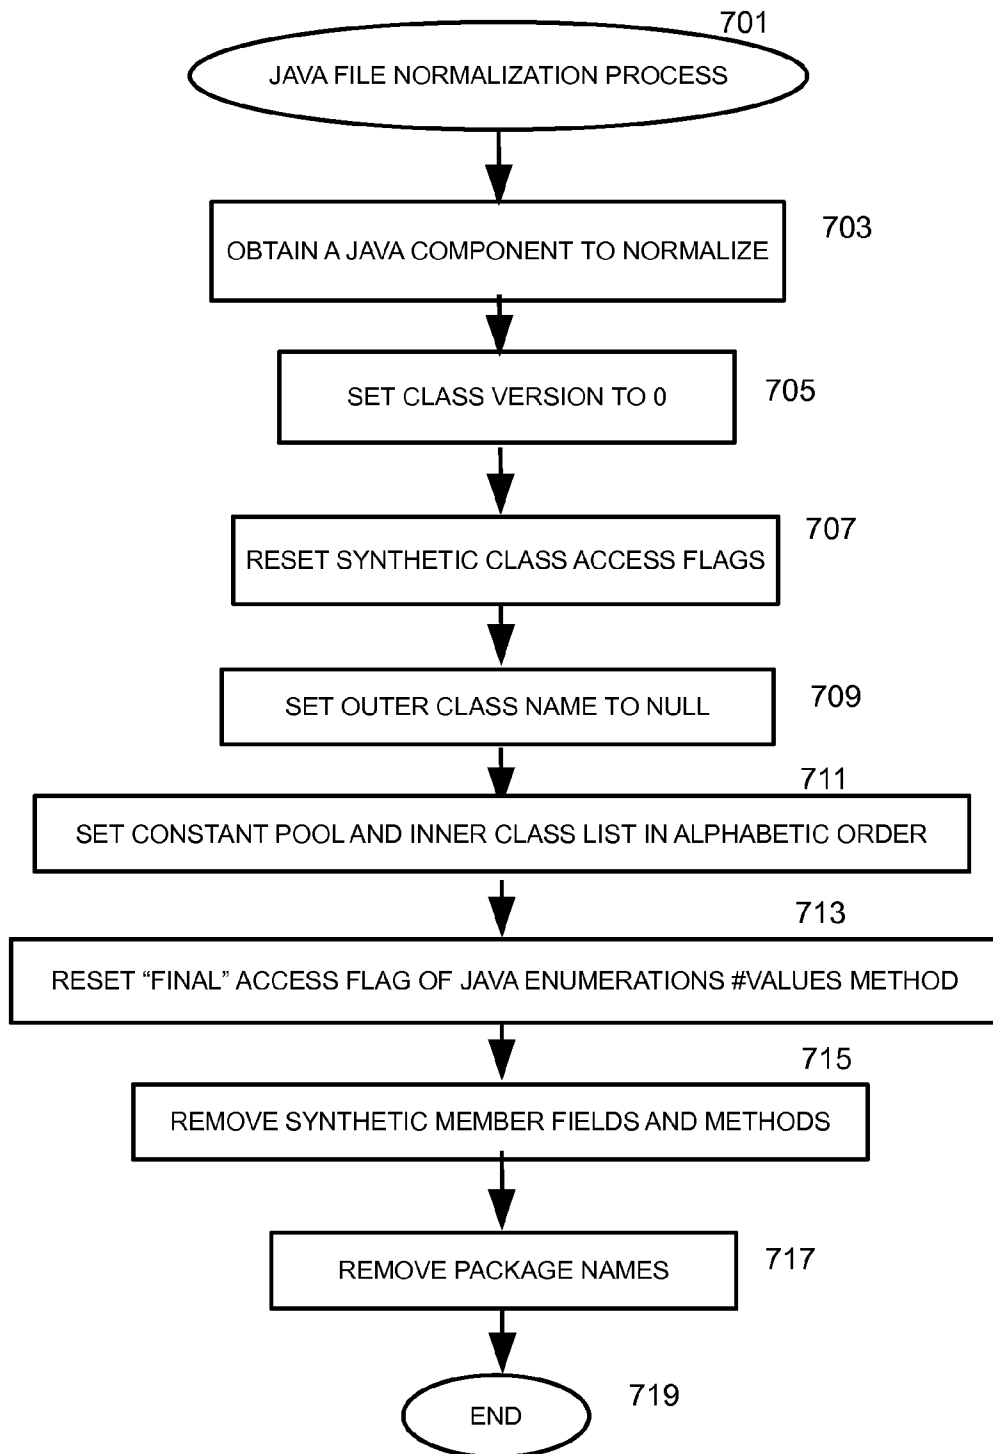 701
JAVA FILE NORMALIZATION PROCESS
703
OBTAIN A JAVA COMPONENT TO NORMALIZE
705
SET CLASS VERSION TO 0
707
RESET SYNTHETIC CLASS ACCESS FLAGS
709
SET OUTER CLASS NAME TO NULL
711
SET CONSTANT POOL AND INNER CLASS LIST IN ALPHABETIC ORDER
713
RESET “FINAL” ACCESS FLAG OF JAVA ENUMERATIONS #VALUES METHOD
715
REMOVE SYNTHETIC MEMBER FIELDS AND METHODS
717
REMOVE PACKAGE NAMES
719
END